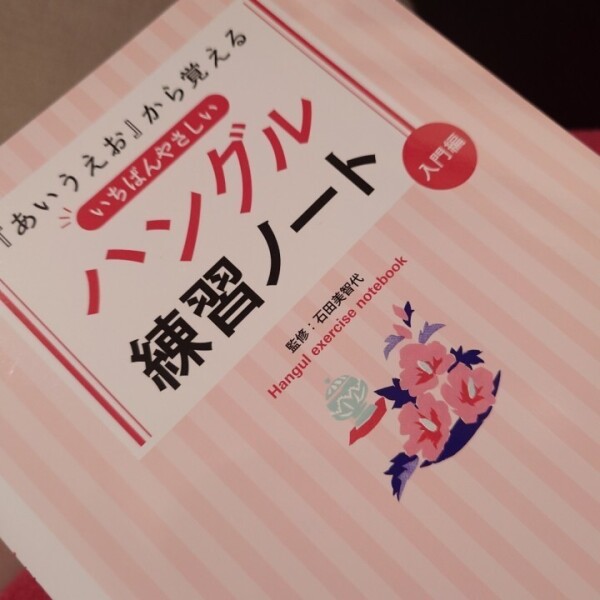 『あいうえお』から覚える
いちばんやさしい
ハングル
練習ノート
入門編
監修：石田美智代
Hangul exercise notebook